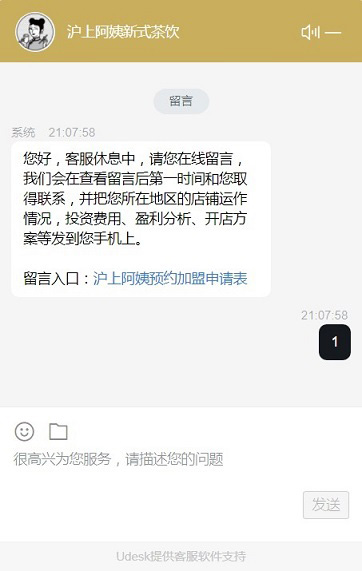 沪上阿姨新式茶饮
留言
系统 21:07:58
您好，客服休息中，请您在线留言，
我们会在查看留言后第一时间和您取
得联系，并把您所在地区的店铺运作
情况，投资费用、盈利分析、开店方
案等发到您手机上。
留言入口：沪上阿姨预约加盟申请表
21:07:58
1
很高兴为您服务，请描述您的问题
发送
Udesk提供客服软件支持